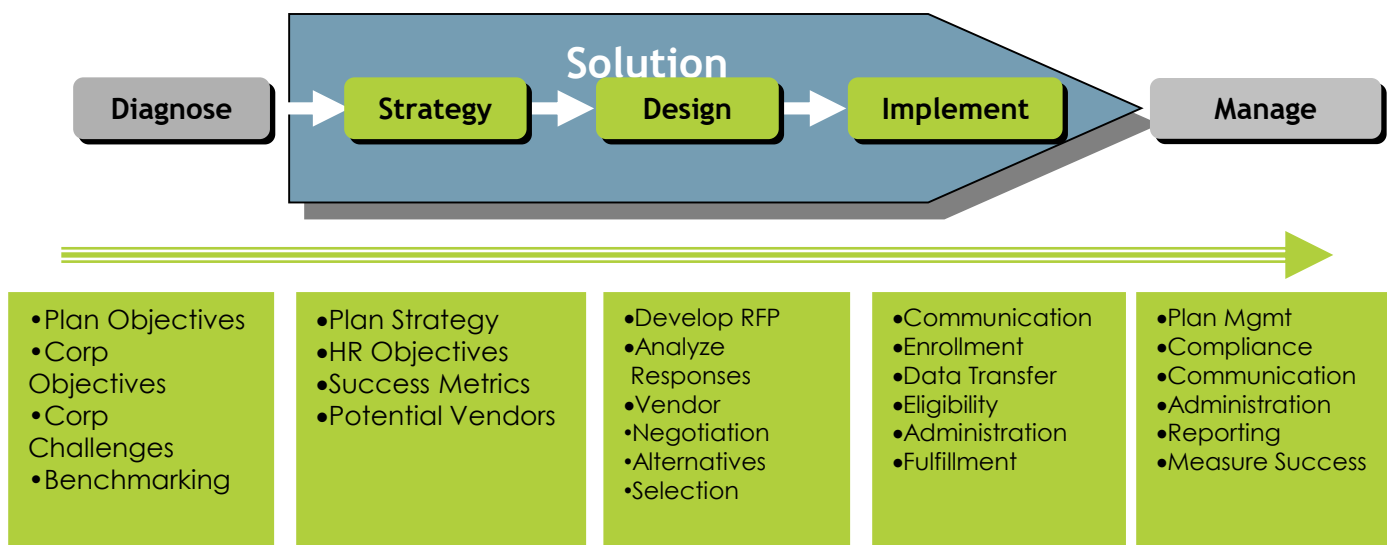 Solution
Diagnose
Strategy
Design
Implement
Manage
•Plan Objectives
•Corp
Objectives
•Corp
Challenges
•Benchmarking
•Plan Strategy
•HR Objectives
•Success Metrics
•Potential Vendors
•Develop RFP
•Analyze
Responses
•Vendor
•Negotiation
•Alternatives
•Selection
•Communication
•Enrollment
•Data Transfer
•Eligibility
•Administration
•Fulfillment
•Plan Mgmt
•Compliance
•Communication
•Administration
•Reporting
•Measure Success